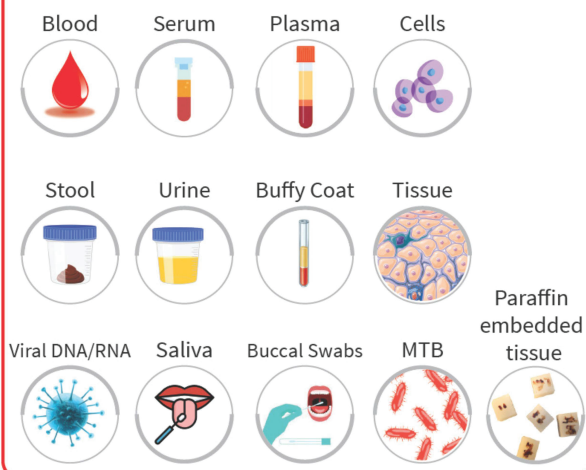 Blood
Serum
Plasma
Cells
Stool
Urine
Buffy Coat
Tissue
Viral DNA/RNA
Saliva
Buccal Swabs
MTB
Paraffin
embedded
tissue